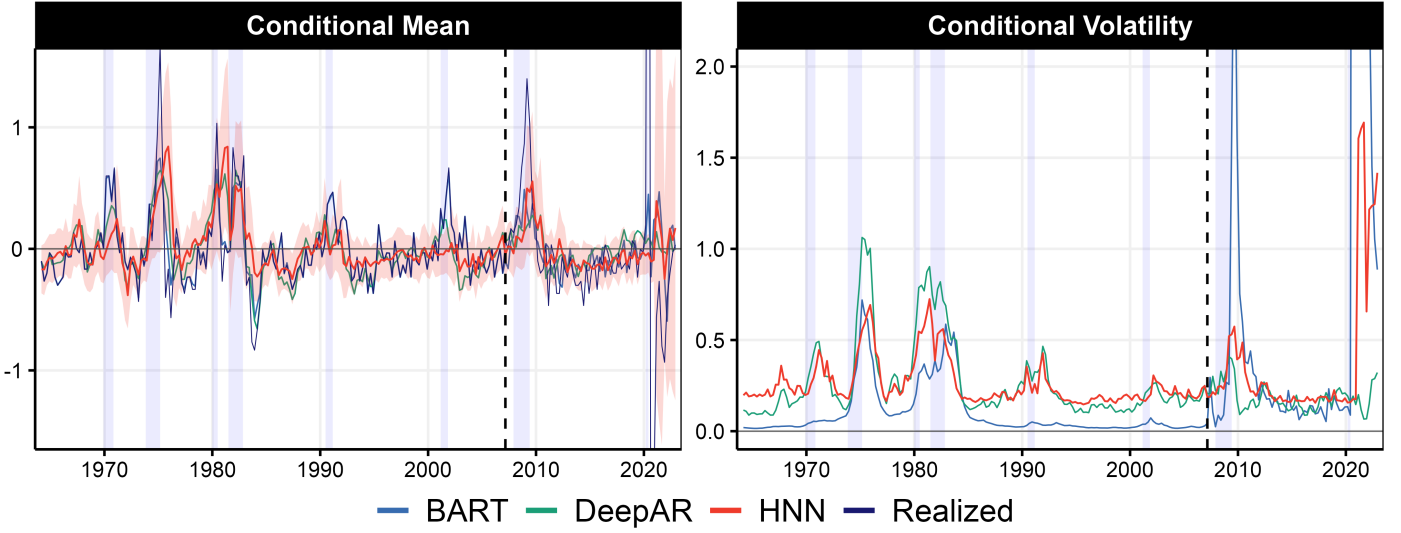 Conditional Mean
Conditional Volatility
1
0
-1
1970 1980 1990 2000 2010 2020
2.0
1.5
1.0
0.5
0.0
1970 1980 1990 2000 2010 2020
BART DeepAR HNN Realized